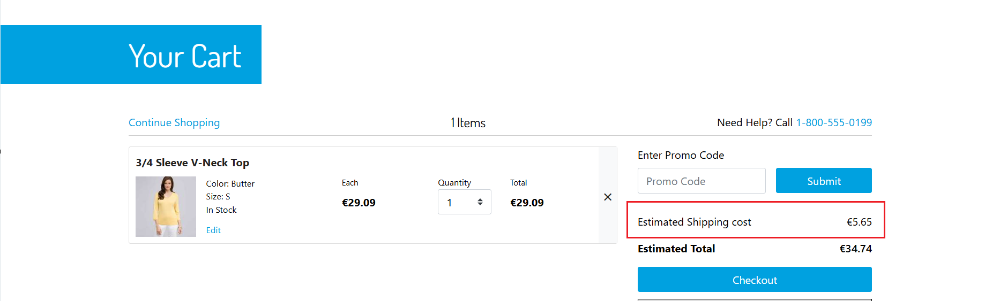 Your Cart
Continue Shopping
1 Items
Need Help? Call 1-800-555-0199
3/4 Sleeve V-Neck Top
Color: Butter
Size: S
In Stock
Edit
Each
€29.09
Quantity
1
Total
€29.09
×
Enter Promo Code
Promo Code
Submit
Estimated Shipping cost €5.65
Estimated Total €34.74
Checkout